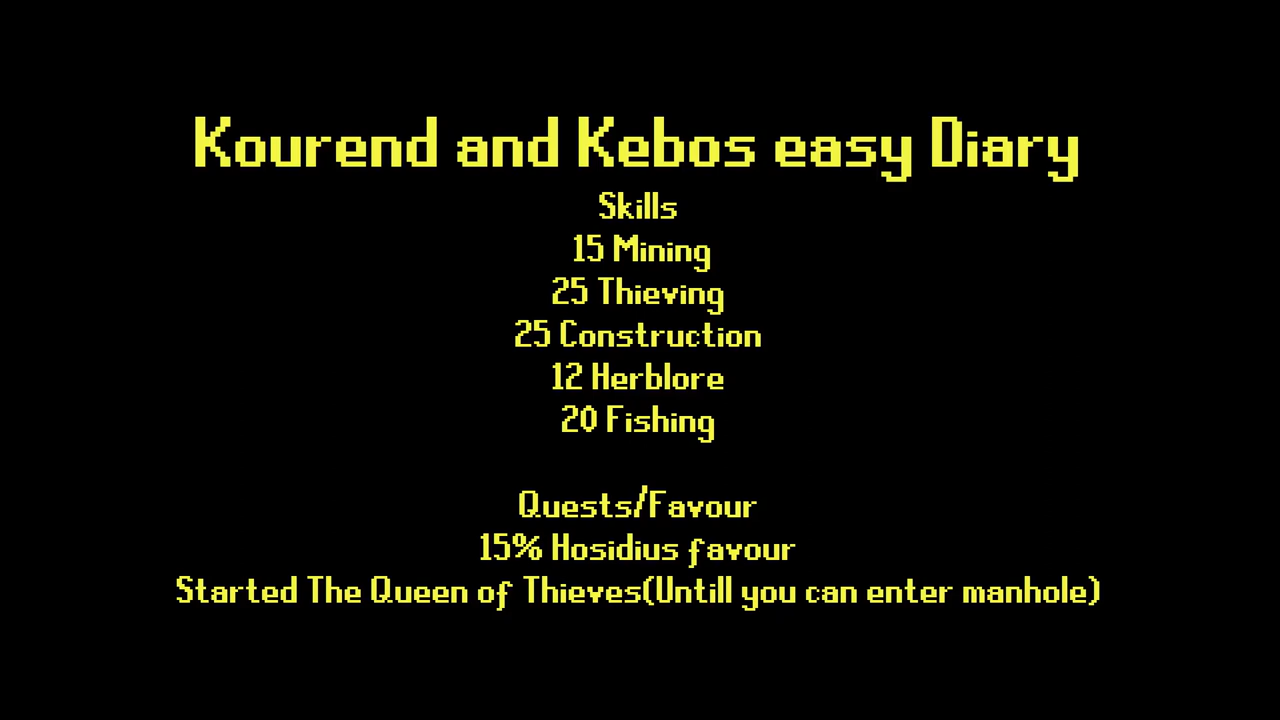 Kourend and Kebos easy Diary
Skills
15 Mining
25 Thieving
25 Construction
12 Herblore
20 Fishing
Quests/Favour
15% Hosidius favour
Started The Queen of Thieves(Untill you can enter manhole)